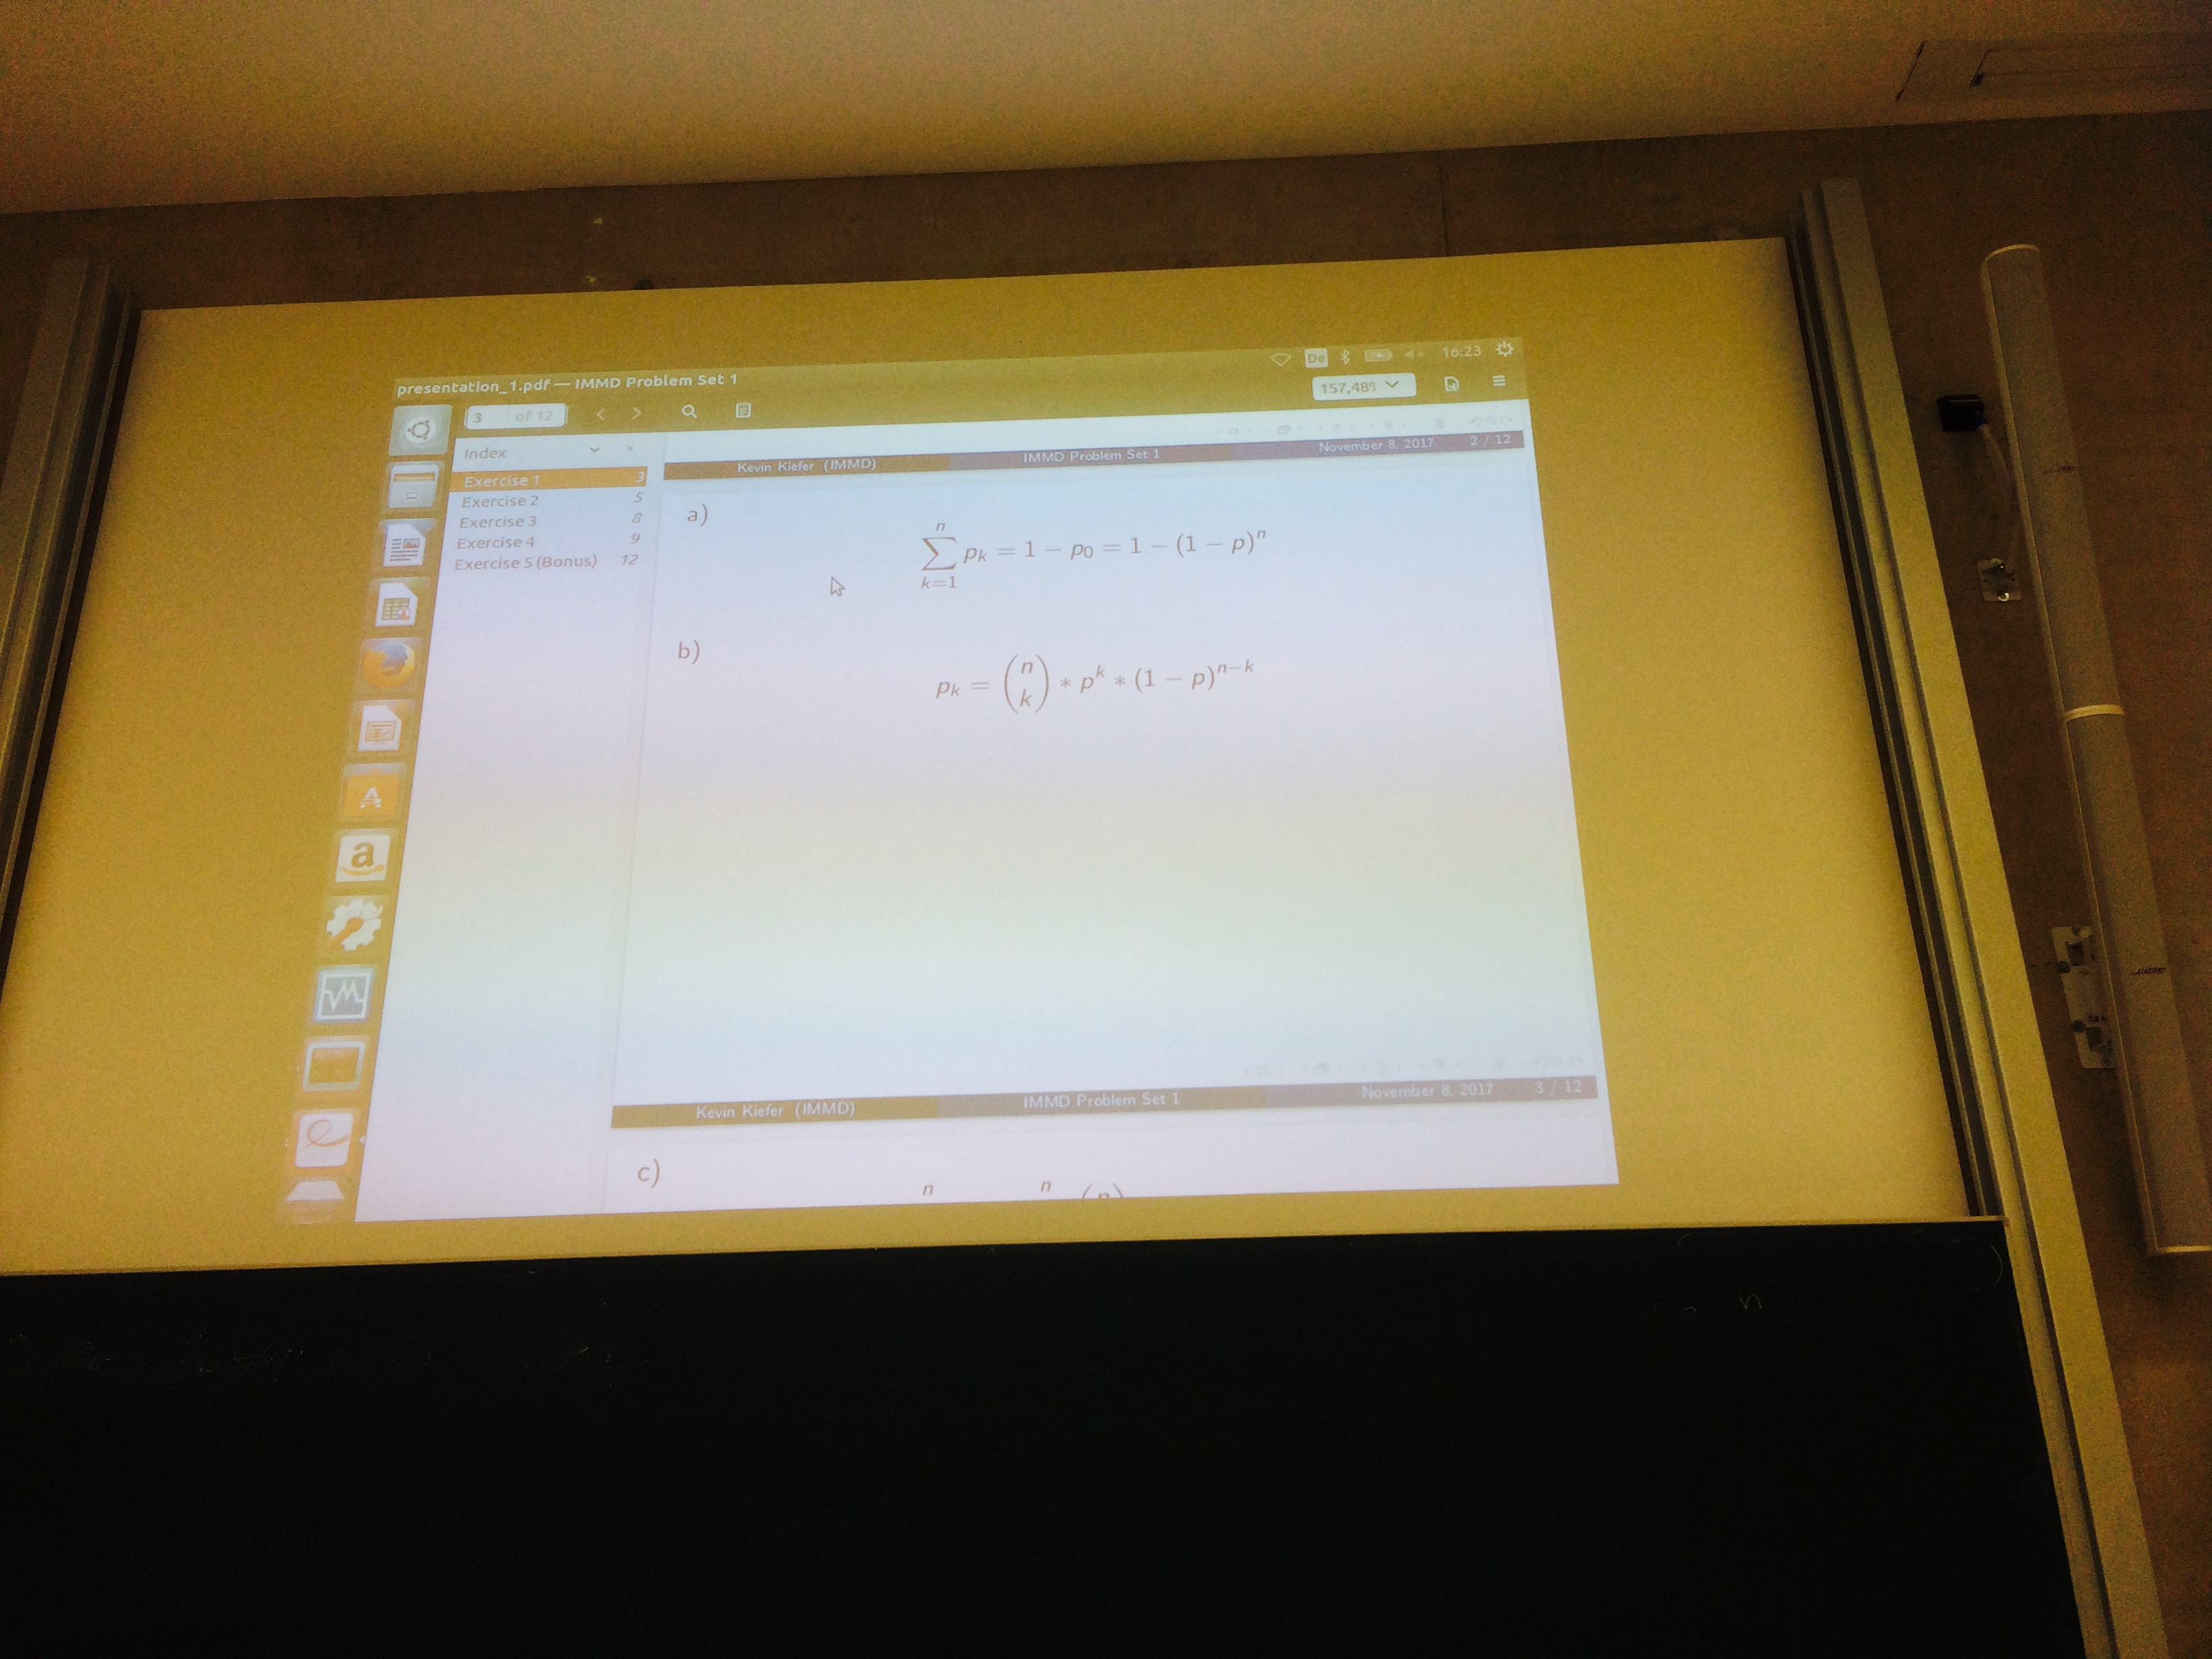 presentation_1.pdf — IMMD Problem Set 1
De 16:23
3 of 12
157,48%
Index
Exercise 1 3
Exercise 2 5
Exercise 3 8
Exercise 4 9
Exercise 5 (Bonus) 12
Kevin Kiefer (IMMD) IMMD Problem Set 1 November 8, 2017 2 / 12
a)
∑_{k=1}^{n} p_k = 1 − p_0 = 1 − (1 − p)^n
b)
p_k = (n k) * p^k * (1 − p)^{n−k}
Kevin Kiefer (IMMD) IMMD Problem Set 1 November 8, 2017 3 / 12
c)
n n (n)
n